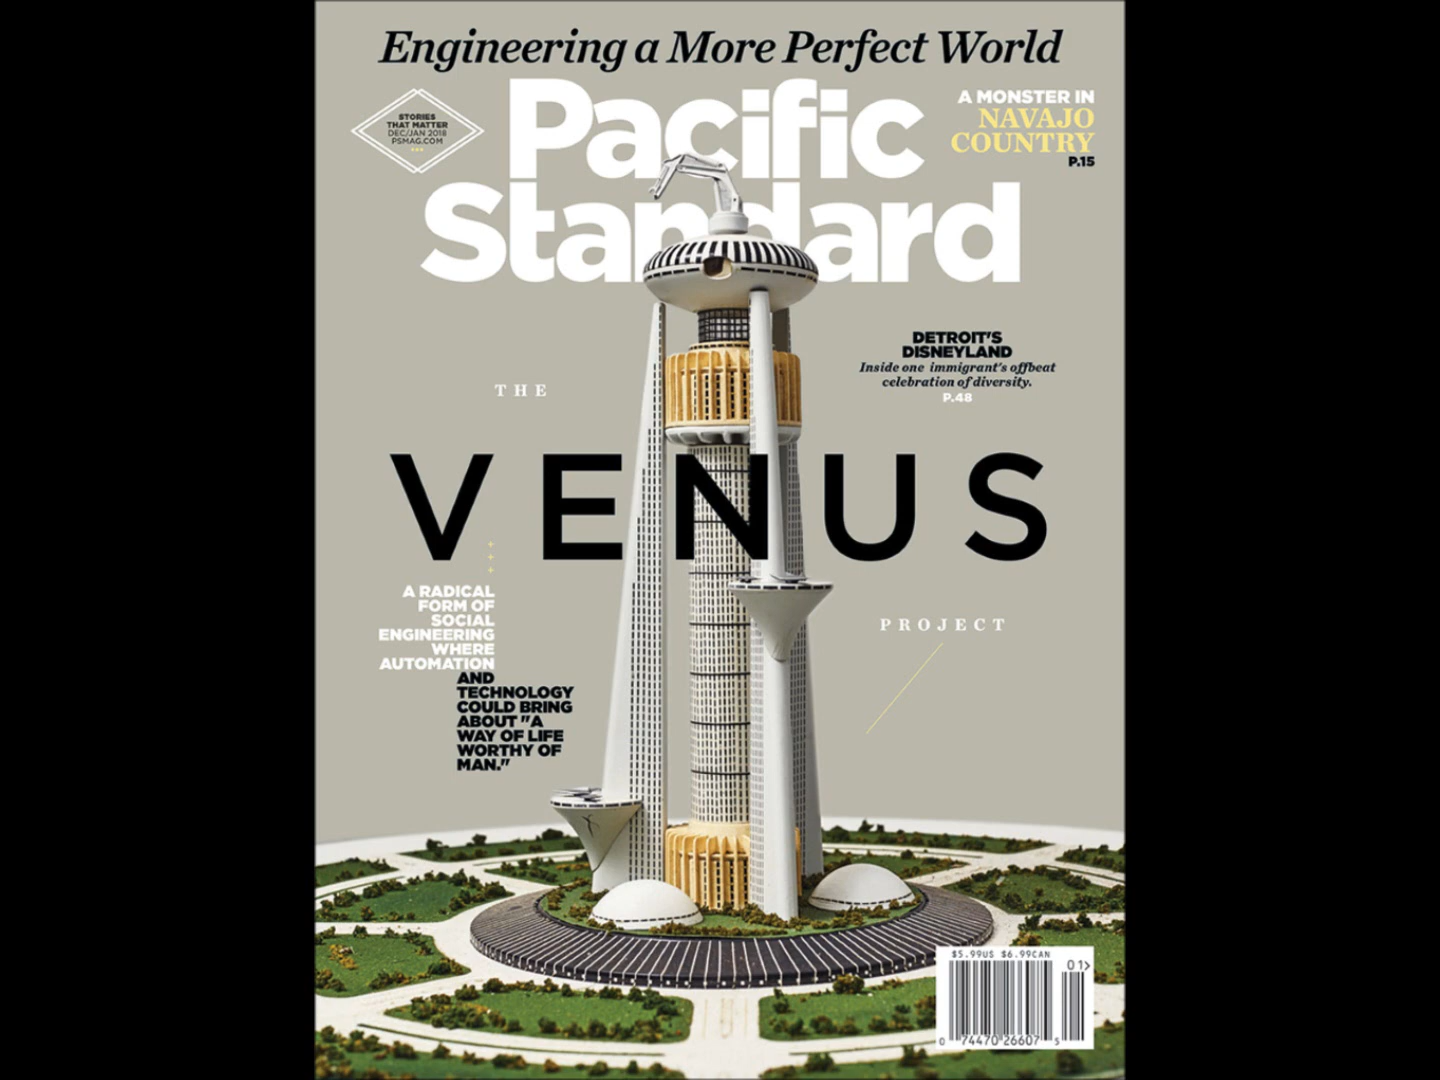 Engineering a More Perfect World
Pacific
Standard
STORIES
THAT MATTER
DEC/JAN 2018
PSMAG.COM
A MONSTER IN
NAVAJO
COUNTRY
P.15
DETROIT'S
DISNEYLAND
Inside one immigrant's offbeat
celebration of diversity.
P.48
THE
VENUS
PROJECT
A RADICAL
FORM OF
SOCIAL
ENGINEERING
WHERE
AUTOMATION
AND
TECHNOLOGY
COULD BRING
ABOUT "A
WAY OF LIFE
WORTHY OF
MAN."
$5.99US $6.99CAN
01>
0 74470 26607 5